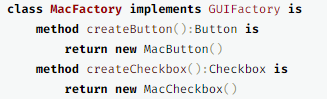 class MacFactory implements GUIFactory is
    method createButton():Button is
        return new MacButton()
    method createCheckbox():Checkbox is
        return new MacCheckbox()